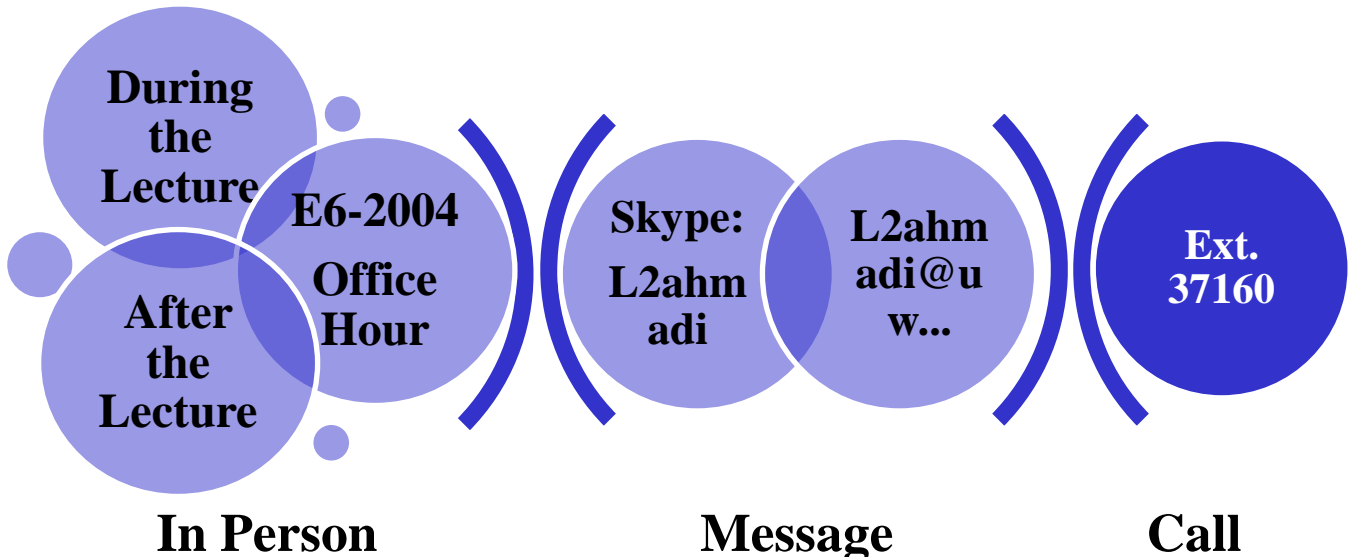 During
the
Lecture
E6-2004
Office
Hour
After
the
Lecture
Skype:
L2ahm
adi
L2ahm
adi@u
w...
Ext.
37160
In Person
Message
Call